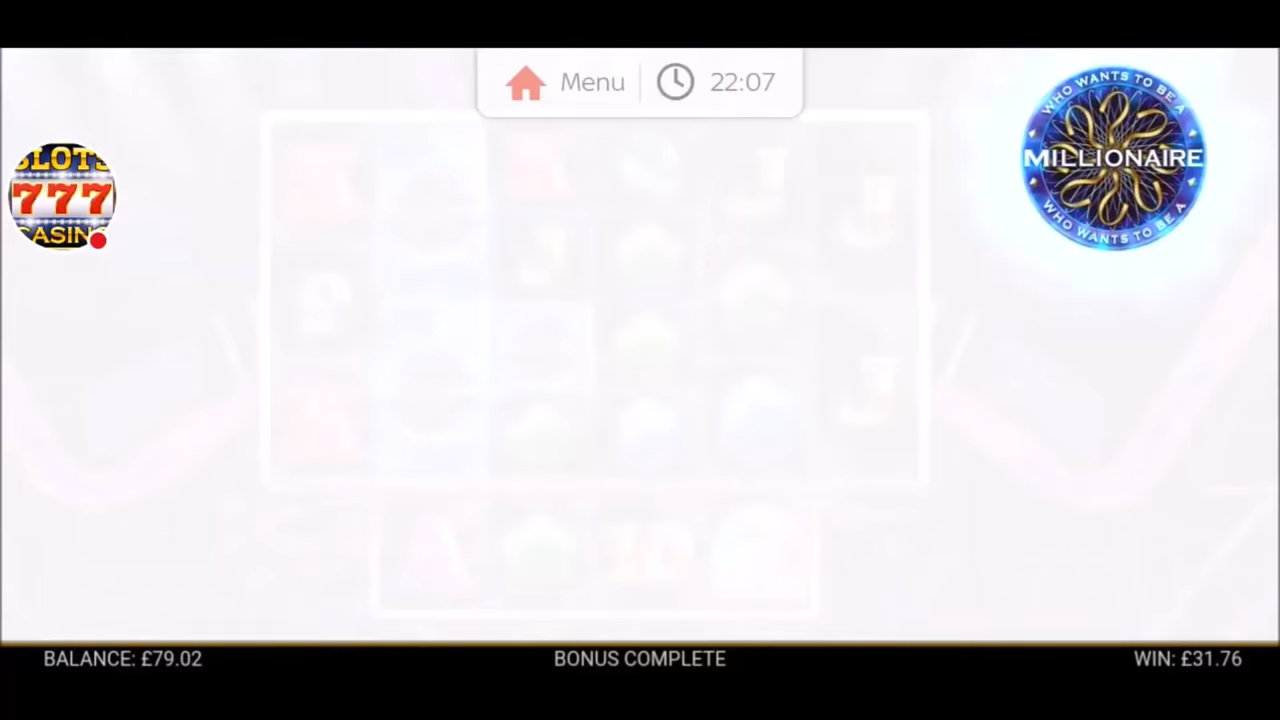 Menu
22:07
SLOTS
777
CASINO
WHO WANTS TO BE A
MILLIONAIRE
WHO WANTS TO BE A
BALANCE: £79.02
BONUS COMPLETE
WIN: £31.76